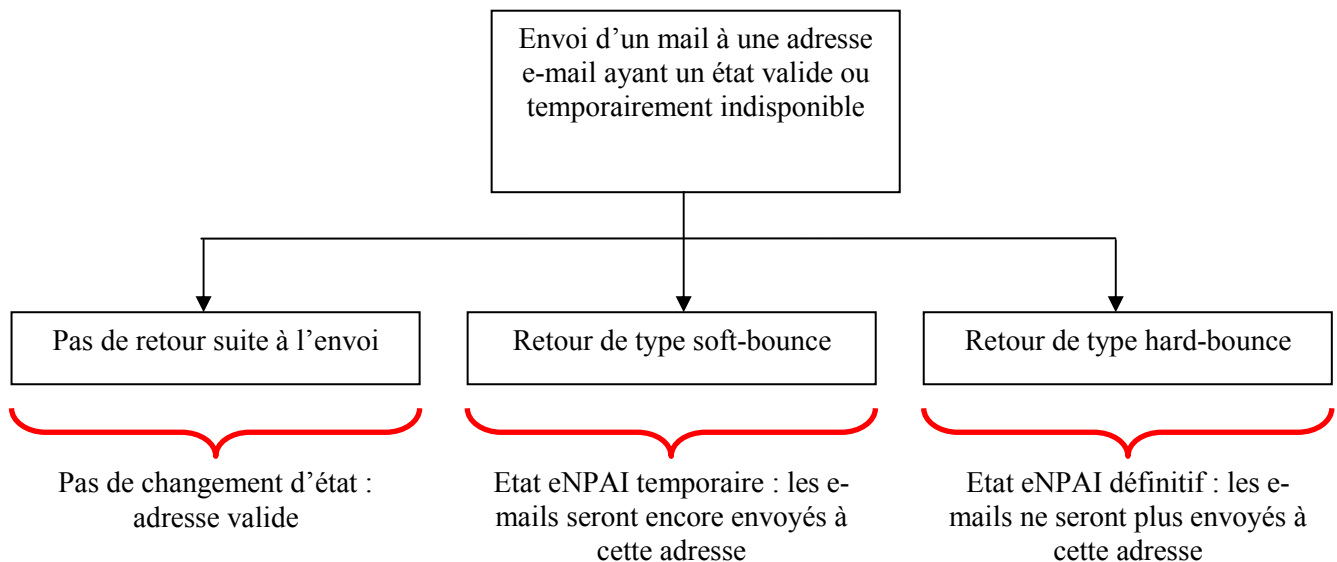 Envoi d’un mail à une adresse
e-mail ayant un état valide ou
temporairement indisponible
Pas de retour suite à l’envoi
Retour de type soft-bounce
Retour de type hard-bounce
Pas de changement d’état :
adresse valide
Etat eNPAI temporaire : les e-
mails seront encore envoyés à
cette adresse
Etat eNPAI définitif : les e-
mails ne seront plus envoyés à
cette adresse